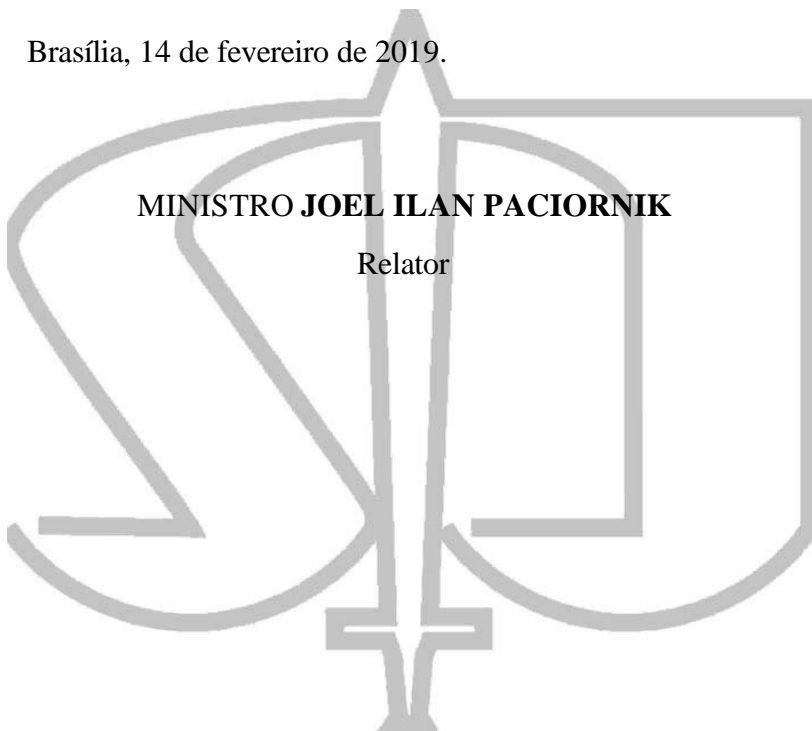 Brasília, 14 de fevereiro de 2019.
MINISTRO JOEL ILAN PACIORNIK
Relator